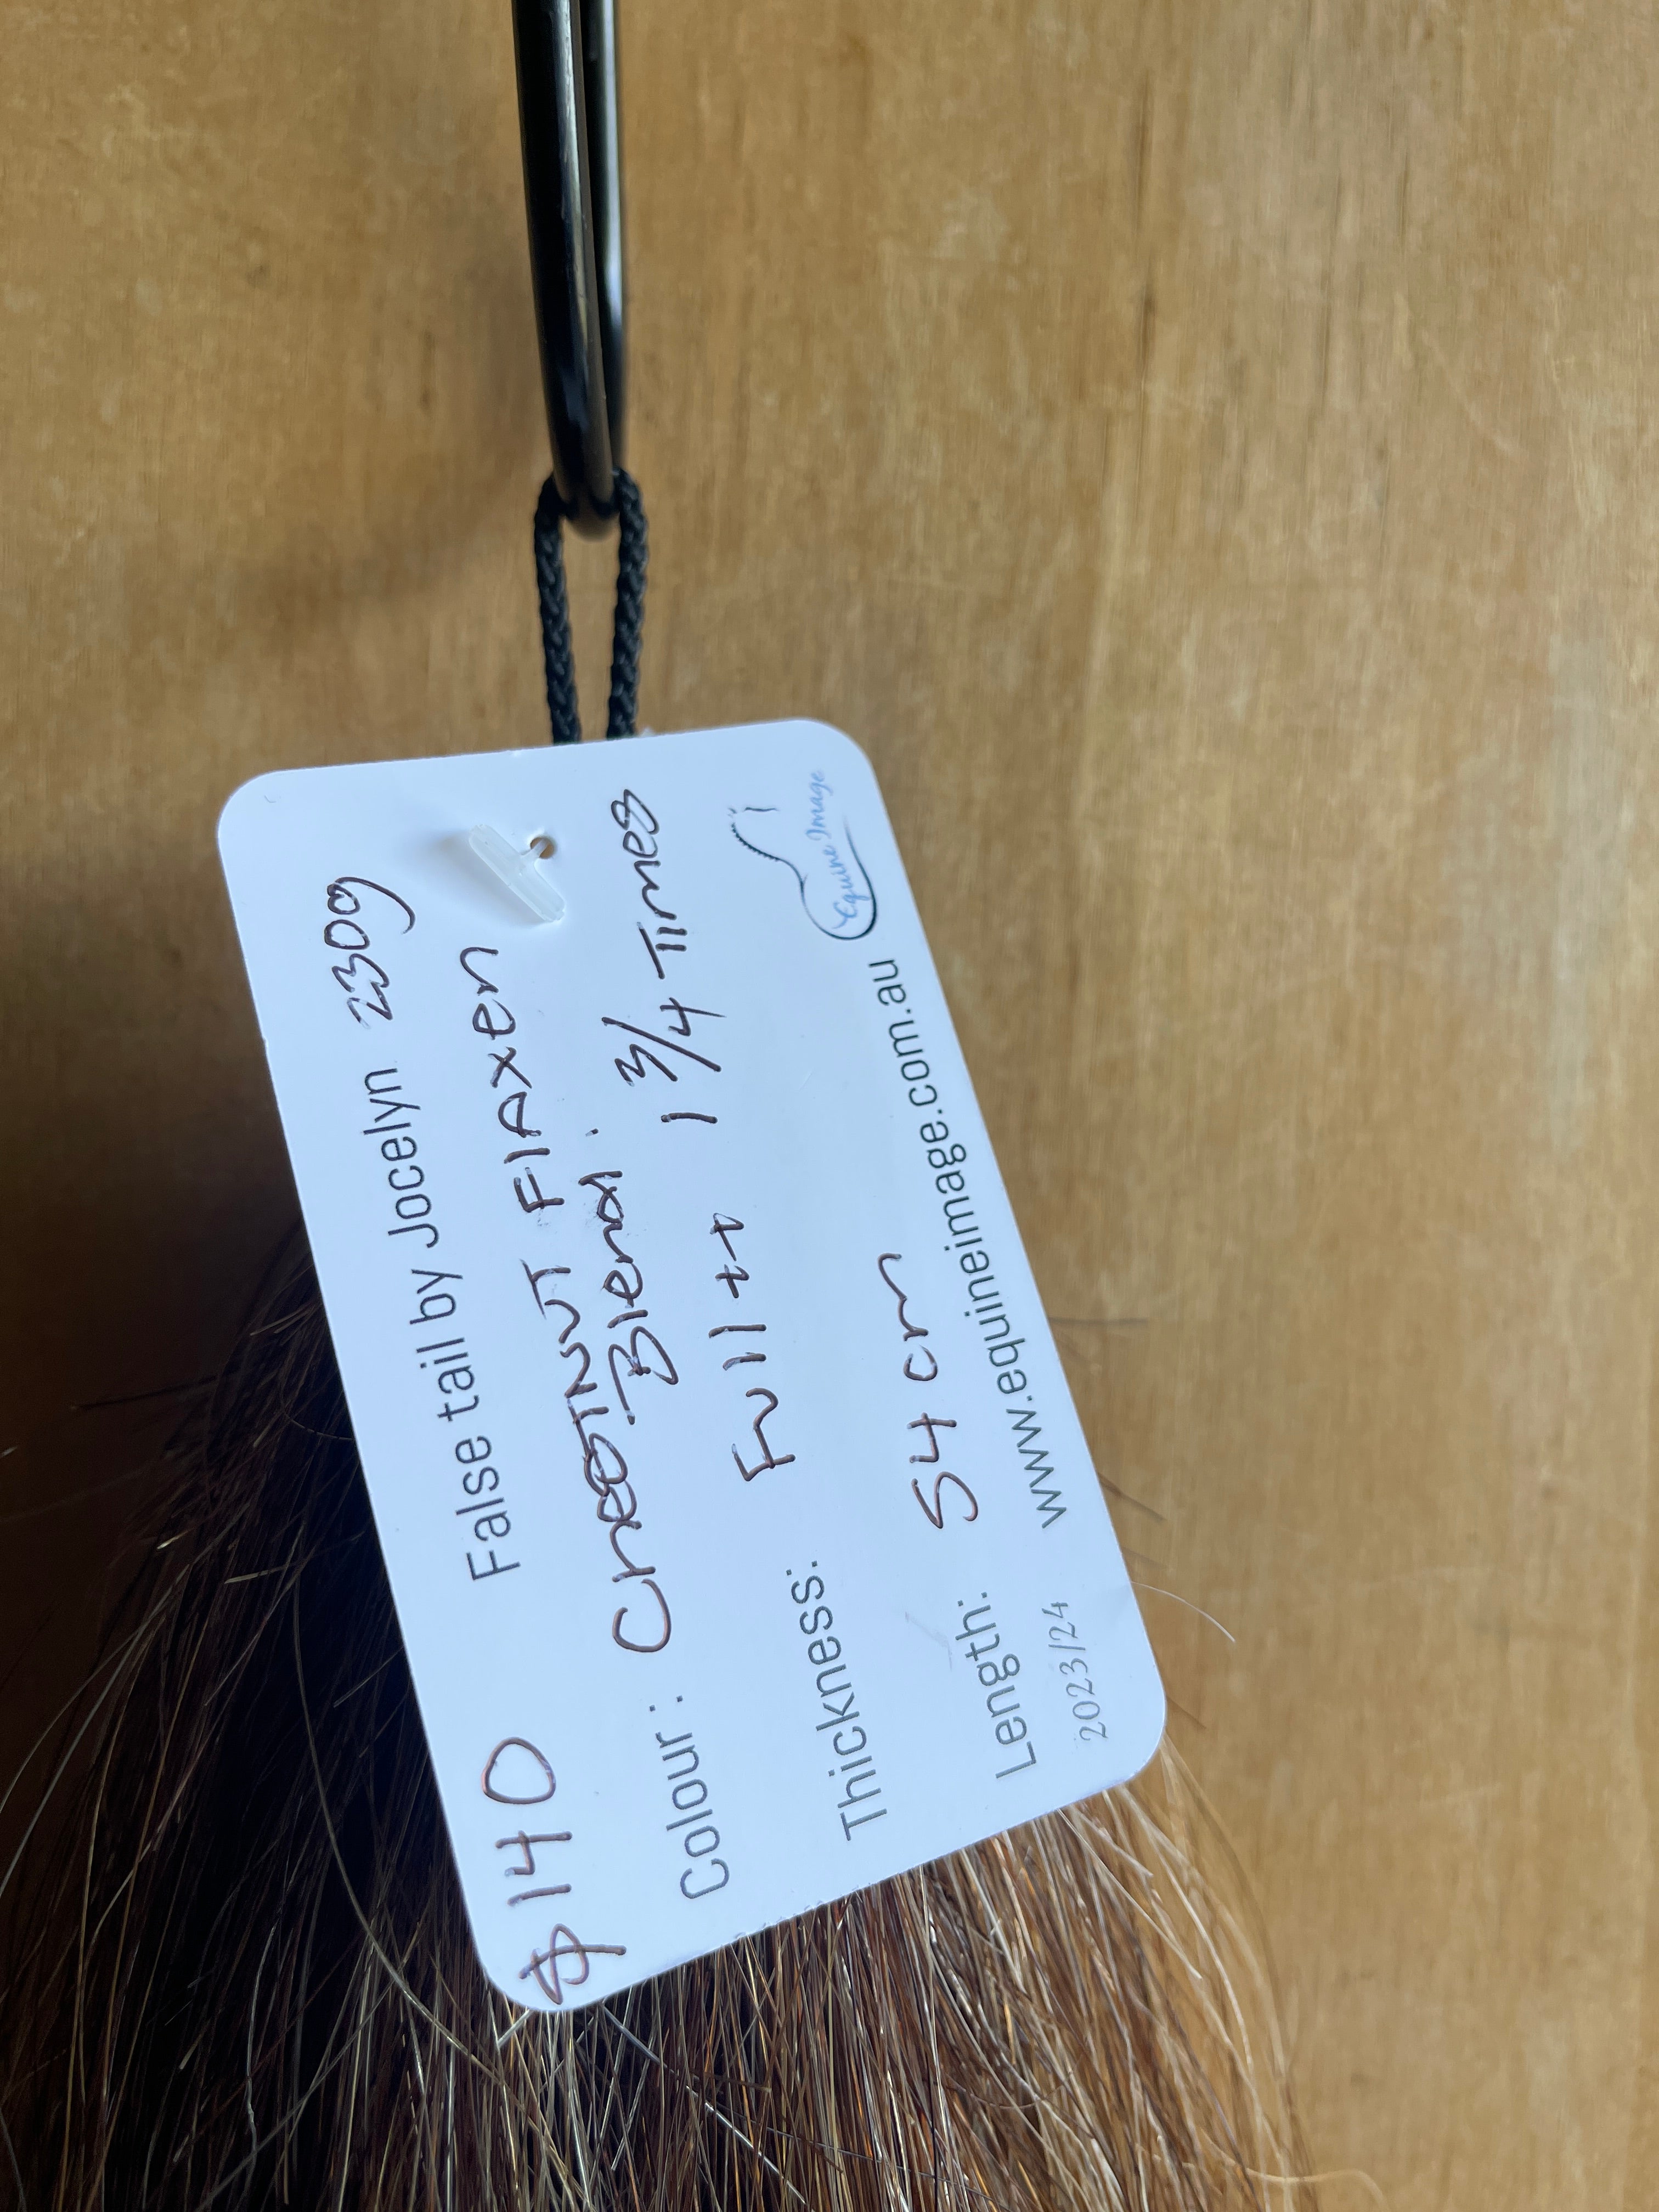 $140 False tail by Jocelyn 230g
Colour: Chestnut Flaxen
Blend.
Thickness: Full ++ 1 3/4 Times
Length: 54 cm
2023/24 www.equineimage.com.au
Equine Image